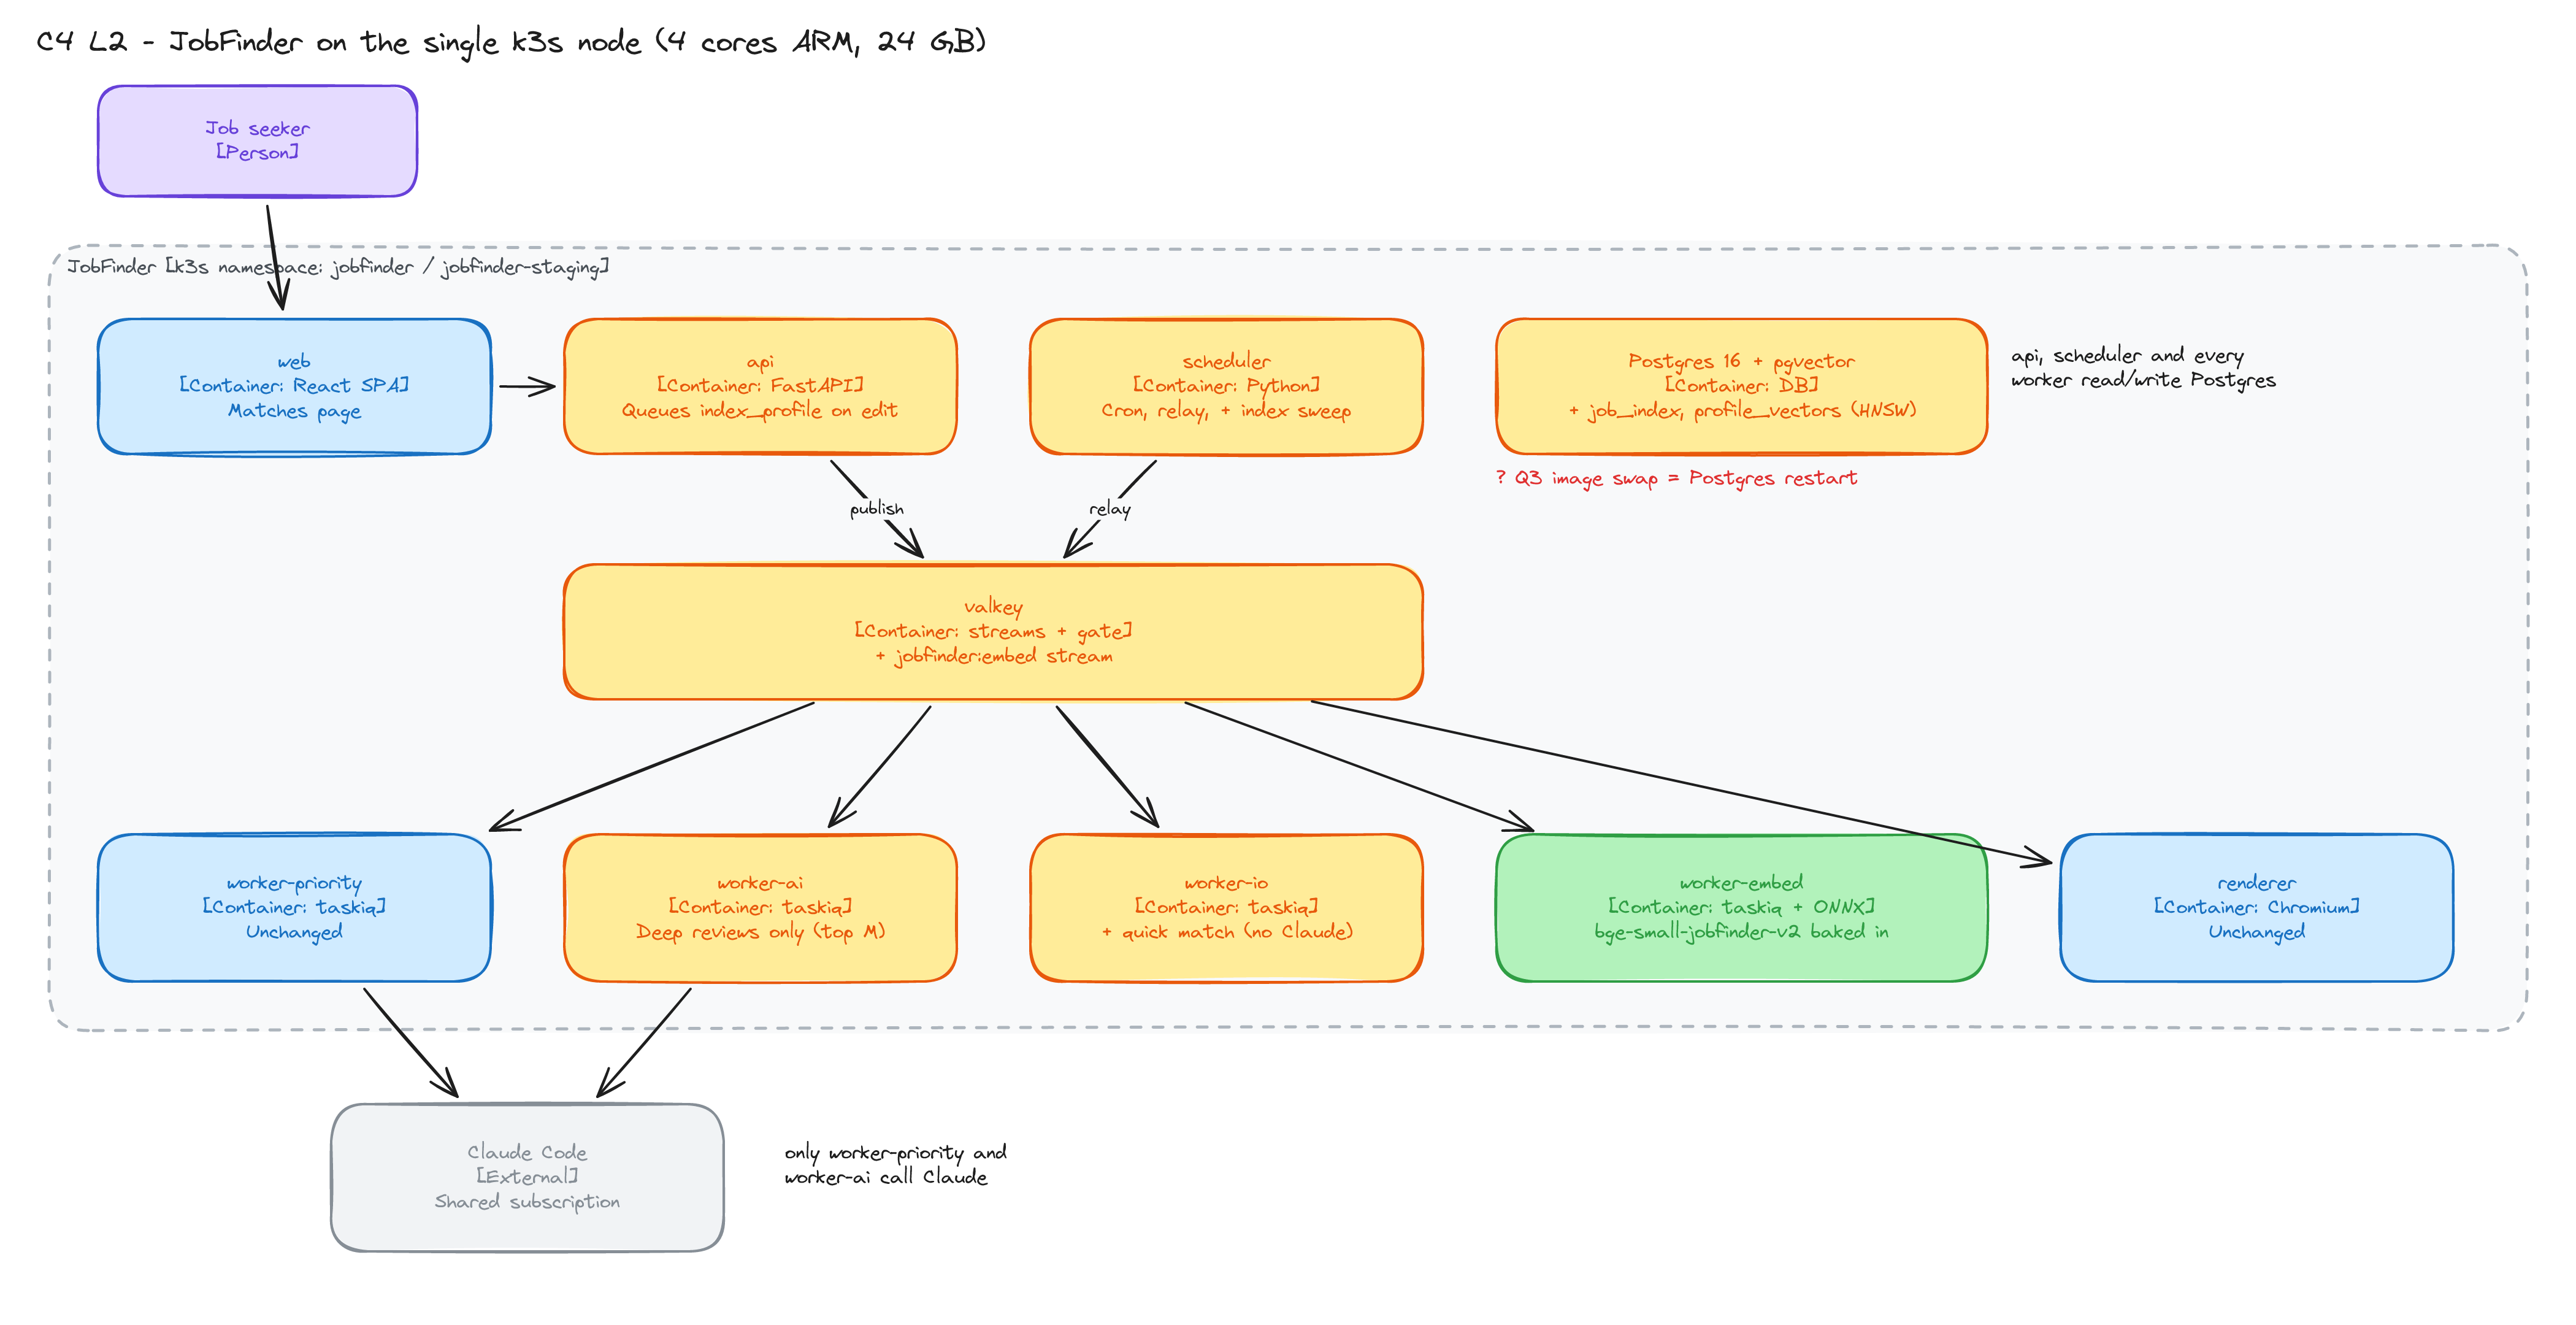 C4 L2 - JobFinder on the single k3s node (4 cores ARM, 24 GB)
Job seeker
[Person]
JobFinder [k3s namespace: jobfinder / jobfinder-staging]
web
[Container: React SPA]
Matches page
api
[Container: FastAPI]
Queues index_profile on edit
scheduler
[Container: Python]
Cron, relay, + index sweep
Postgres 16 + pgvector
[Container: DB]
+ job_index, profile_vectors (HNSW)
api, scheduler and every
worker read/write Postgres
? Q3 image swap = Postgres restart
publish
relay
valkey
[Container: streams + gate]
+ jobfinder:embed stream
worker-priority
[Container: taskiq]
Unchanged
worker-ai
[Container: taskiq]
Deep reviews only (top M)
worker-io
[Container: taskiq]
+ quick match (no Claude)
worker-embed
[Container: taskiq + ONNX]
bge-small-jobfinder-v2 baked in
renderer
[Container: Chromium]
Unchanged
Claude Code
[External]
Shared subscription
only worker-priority and
worker-ai call Claude